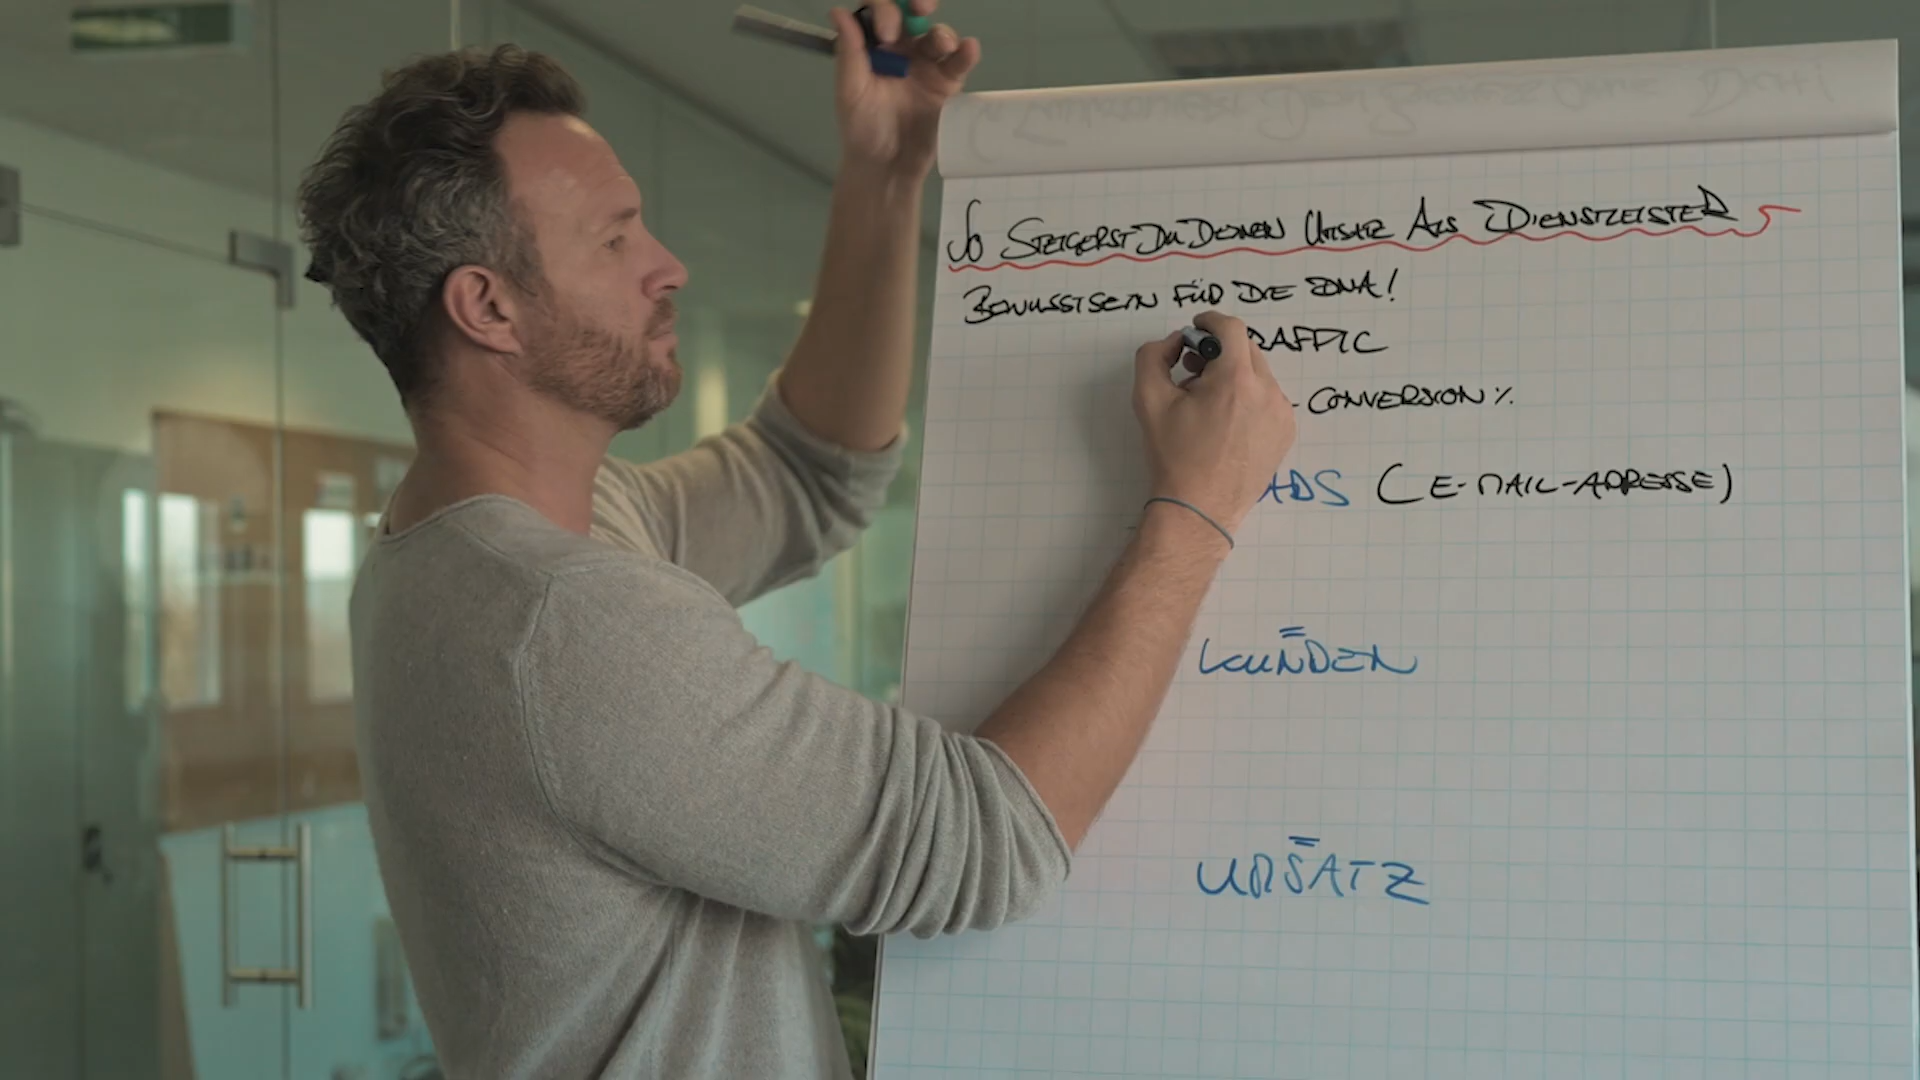 So Steigerst Du Deinen Umsatz Als Dienstleister
Bewusstsein für die DNA!
RAFFIC
- CONVERSION %
ADS (E-MAIL-ADRESSE)
=
KUNDEN
=
UMSATZ